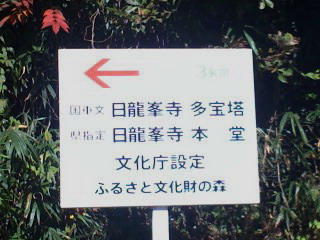 3km
国重文 日龍峯寺 多宝塔
県指定 日龍峯寺 本 堂
文化庁設定
ふるさと文化財の森